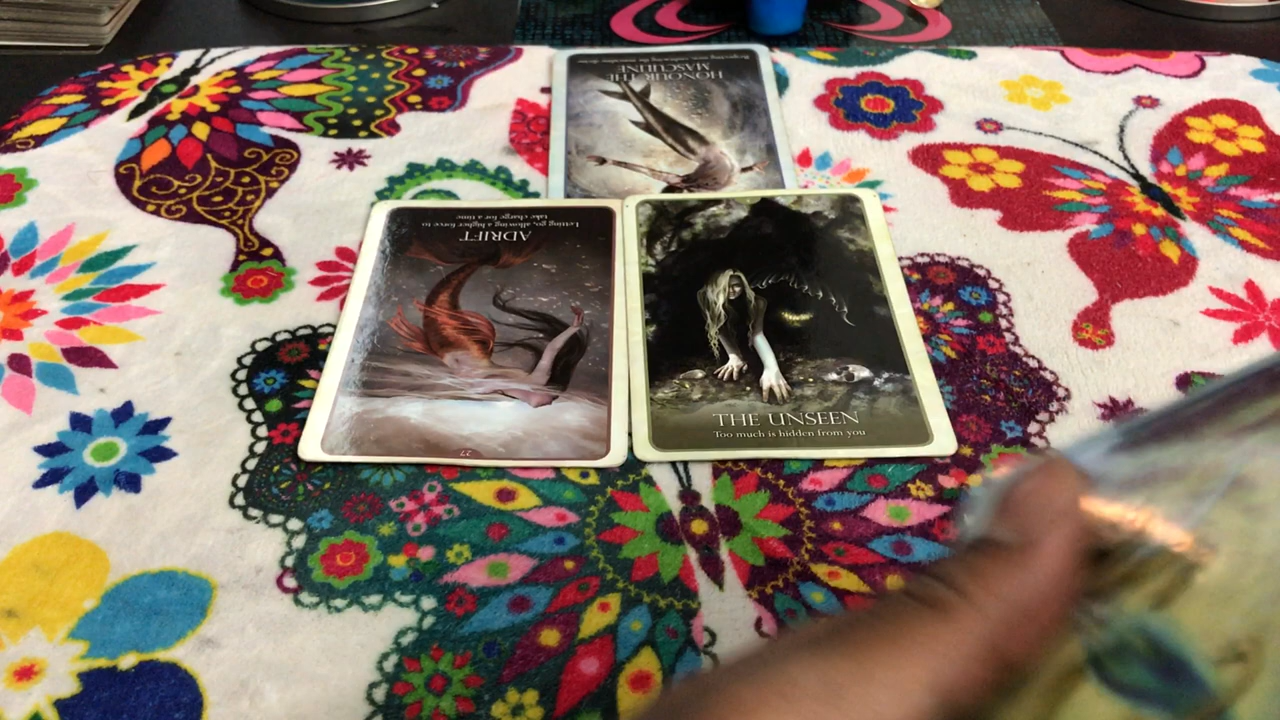 HONOUR THE
MASCULINE
ADRIFT
Letting go, allowing a higher force to
take charge for a time
27
THE UNSEEN
Too much is hidden from you